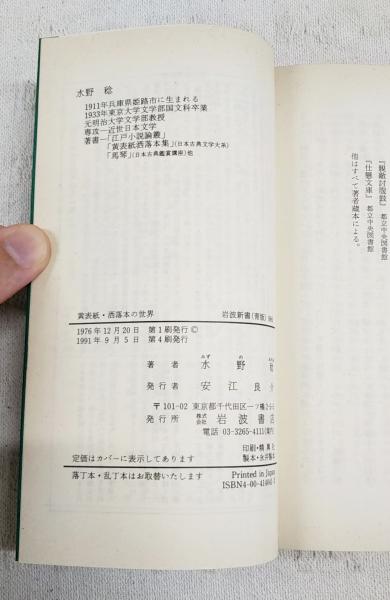 水野 稔
1911年兵庫県姫路市に生まれる
1933年東京大学文学部国文科卒業
元明治大学文学部教授
専攻―近世日本文学
著書―「江戸小説論叢」
「黄表紙洒落本集」(日本古典文学大系)
「馬琴」(日本古典鑑賞講座)他
黄表紙・洒落本の世界
岩波新書(青版)
1976年12月20日 第1刷発行 ©
1991年9月5日 第4刷発行
著者 水野
みず の
発行者 安江良
〒101-02 東京都千代田区一ツ橋2-5-5
発行所 株式会社 岩波書店
電話 03-3265-4111(案内)
印刷・精興社
製本・永井製本
定価はカバーに表示してあります
落丁本・乱丁本はお取替いたします
Printed in Japan
ISBN4-00-
都立中央図書館
『仕懸文庫』 都立中央図書館
他はすべて著者蔵本による。